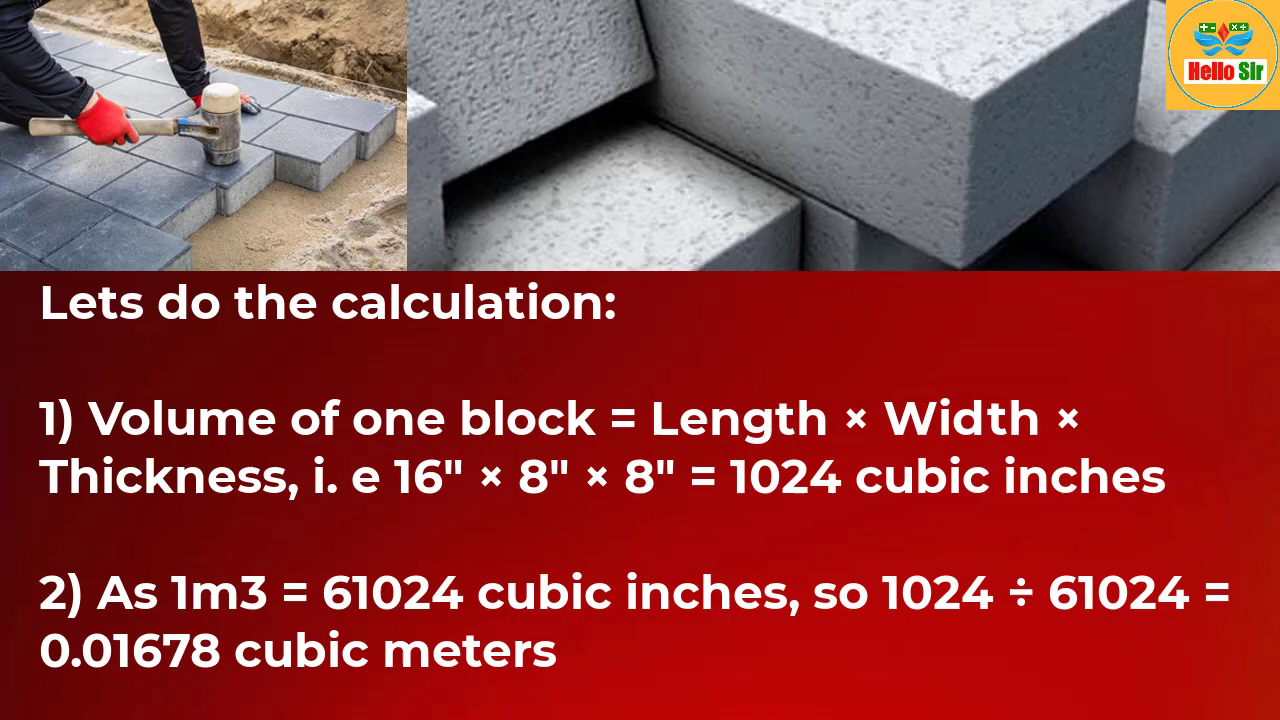 Hello SIr
Lets do the calculation:
1) Volume of one block = Length × Width ×
Thickness, i. e 16" × 8" × 8" = 1024 cubic inches
2) As 1m3 = 61024 cubic inches, so 1024 ÷ 61024 =
0.01678 cubic meters